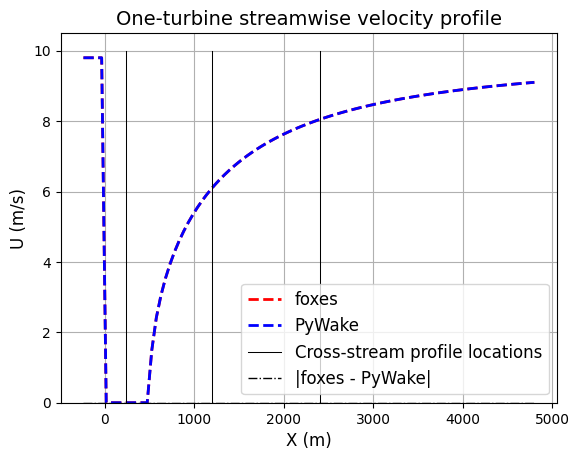 One-turbine streamwise velocity profile
U (m/s)
10
8
6
4
2
0
foxes
PyWake
Cross-stream profile locations
|foxes - PyWake|
0 1000 2000 3000 4000 5000
X (m)